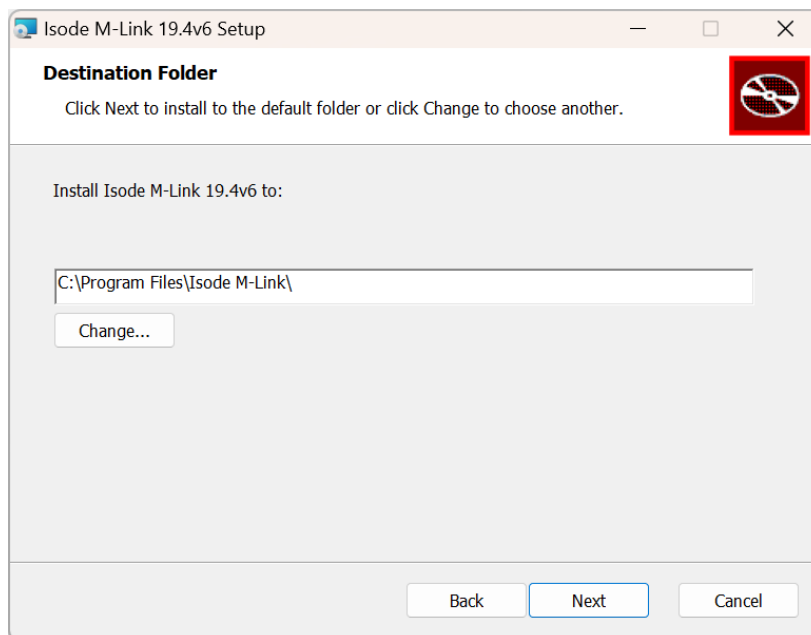 Isode M-Link 19.4v6 Setup
Destination Folder
Click Next to install to the default folder or click Change to choose another.
Install Isode M-Link 19.4v6 to:
C:\Program Files\Isode M-Link\
Change...
Back Next Cancel